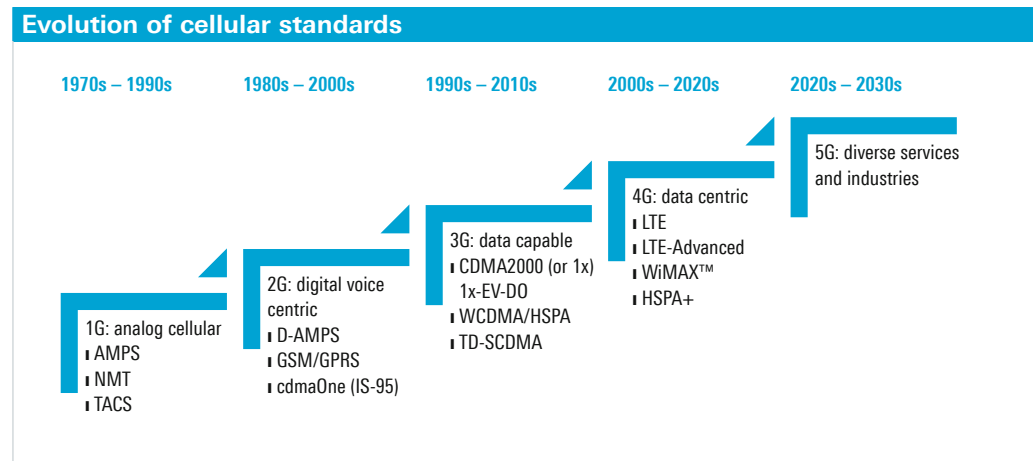 Evolution of cellular standards
1970s – 1990s
1G: analog cellular
AMPS
NMT
TACS
1980s – 2000s
2G: digital voice
centric
D-AMPS
GSM/GPRS
cdmaOne (IS-95)
1990s – 2010s
3G: data capable
CDMA2000 (or 1x)
1x-EV-DO
WCDMA/HSPA
TD-SCDMA
2000s – 2020s
4G: data centric
LTE
LTE-Advanced
WiMAX™
HSPA+
2020s – 2030s
5G: diverse services
and industries